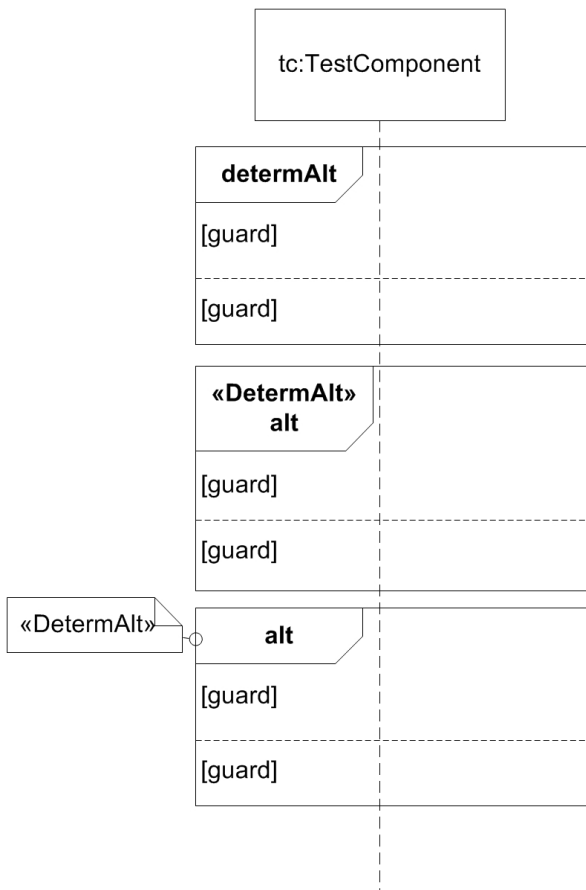 tc:TestComponent
determAlt
[guard]
[guard]
«DetermAlt»
alt
[guard]
[guard]
«DetermAlt»
alt
[guard]
[guard]